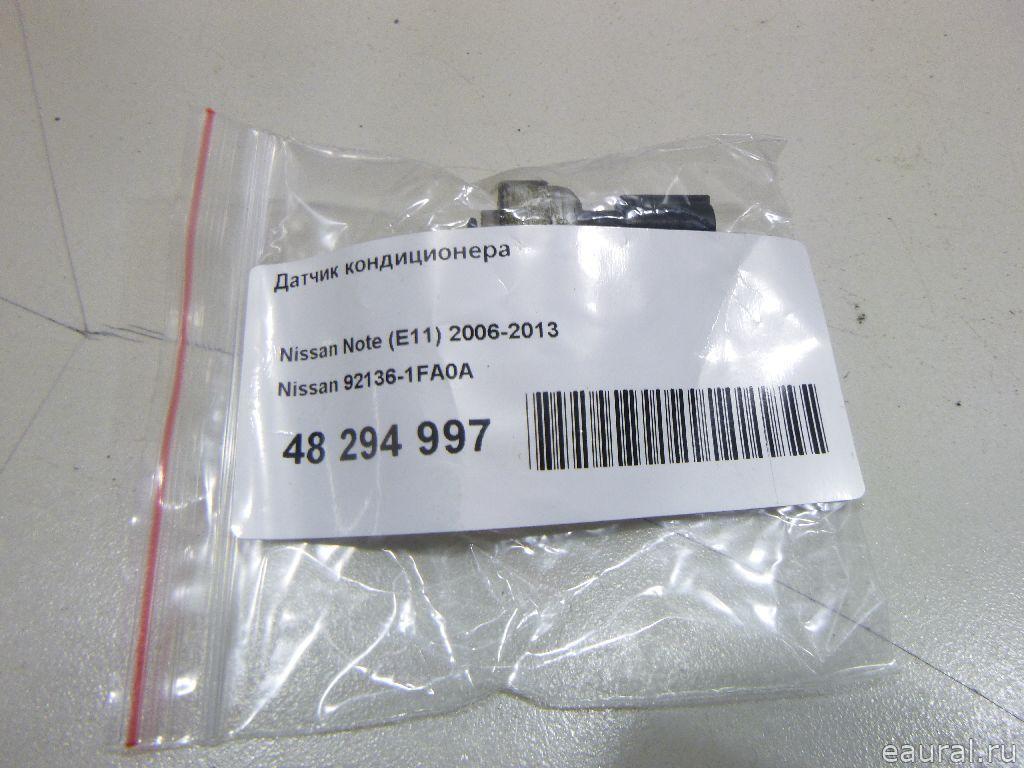 Датчик кондиционера
Nissan Note (E11) 2006-2013
Nissan 92136-1FA0A
48 294 997
eaural.ru